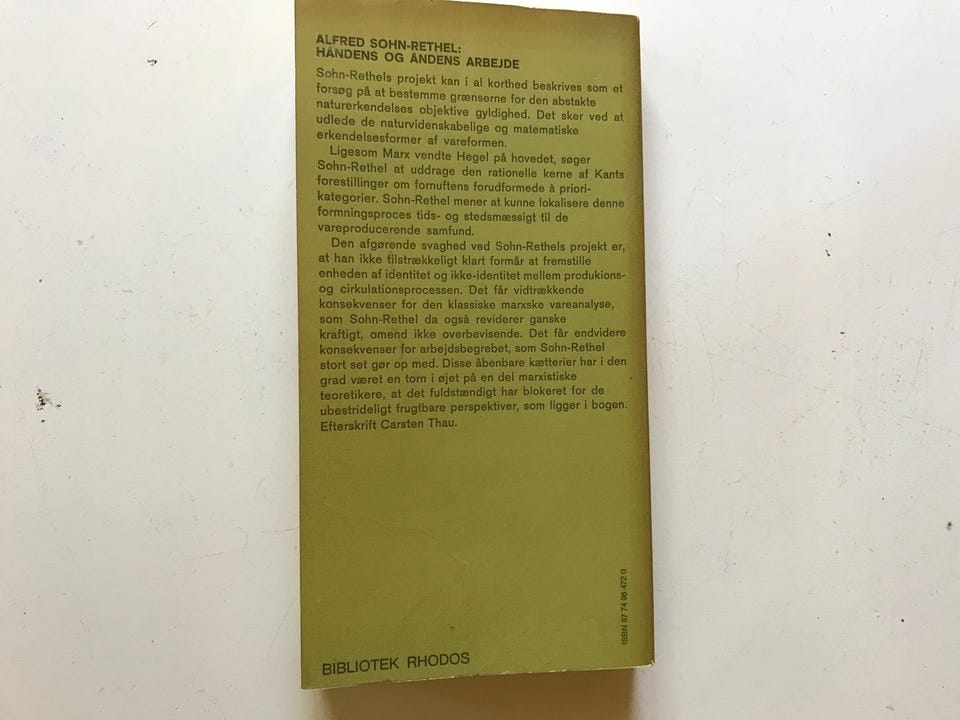 ALFRED SOHN-RETHEL:
HÅNDENS OG ÅNDENS ARBEJDE
Sohn-Rethels projekt kan i al korthed beskrives som et
forsøg på at bestemme grænserne for den abstakte
naturerkendelses objektive gyldighed. Det sker ved at
udlede de naturvidenskabelige og matematiske
erkendelsesformer af vareformen.
Ligesom Marx vendte Hegel på hovedet, søger
Sohn-Rethel at uddrage den rationelle kerne af Kants
forestillinger om fornuftens forudformede à priori-
kategorier. Sohn-Rethel mener at kunne lokalisere denne
formningsproces tids- og stedsmæssigt til de
vareproducerende samfund.
Den afgørende svaghed ved Sohn-Rethels projekt er,
at han ikke tilstrækkeligt klart formår at fremstille
enheden af identitet og ikke-identitet mellem produkions-
og cirkulationsprocessen. Det får vidtrækkende
konsekvenser for den klassiske marxske vareanalyse,
som Sohn-Rethel da også reviderer ganske
kraftigt, omend ikke overbevisende. Det får endvidere
konsekvenser for arbejdsbegrebet, som Sohn-Rethel
stort set gør op med. Disse åbenbare kætterier har i den
grad været en torn i øjet på en del marxistiske
teoretikere, at det fuldstændigt har blokeret for de
ubestrideligt frugtbare perspektiver, som ligger i bogen.
Efterskrift Carsten Thau.
ISBN 87 74 96 472 0
BIBLIOTEK RHODOS